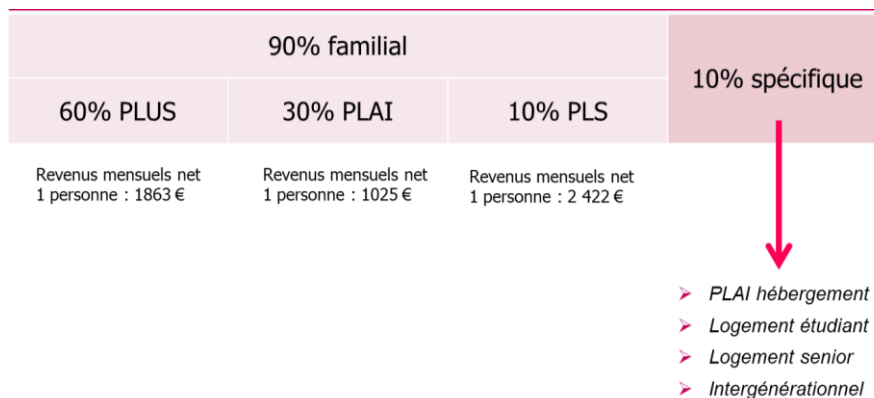 90% familial
10% spécifique
60% PLUS
30% PLAI
10% PLS
Revenus mensuels net
1 personne : 1863 €
Revenus mensuels net
1 personne : 1025 €
Revenus mensuels net
1 personne : 2 422 €
PLAI hébergement
Logement étudiant
Logement senior
Intergénérationnel